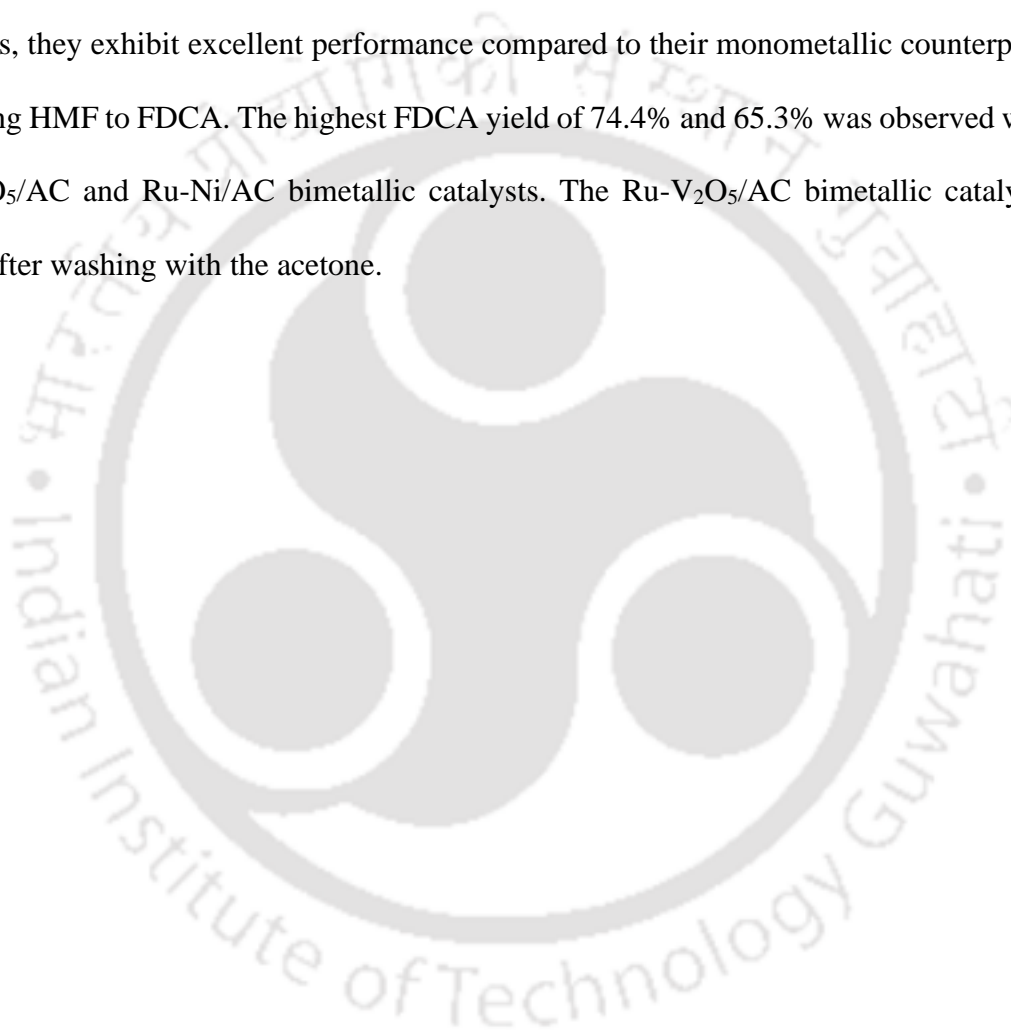 s, they exhibit excellent performance compared to their monometallic counterp
ng HMF to FDCA. The highest FDCA yield of 74.4% and 65.3% was observed w
O₅/AC and Ru-Ni/AC bimetallic catalysts. The Ru-V₂O₅/AC bimetallic cataly
fter washing with the acetone.
Indian Institute of Technology Guwahati